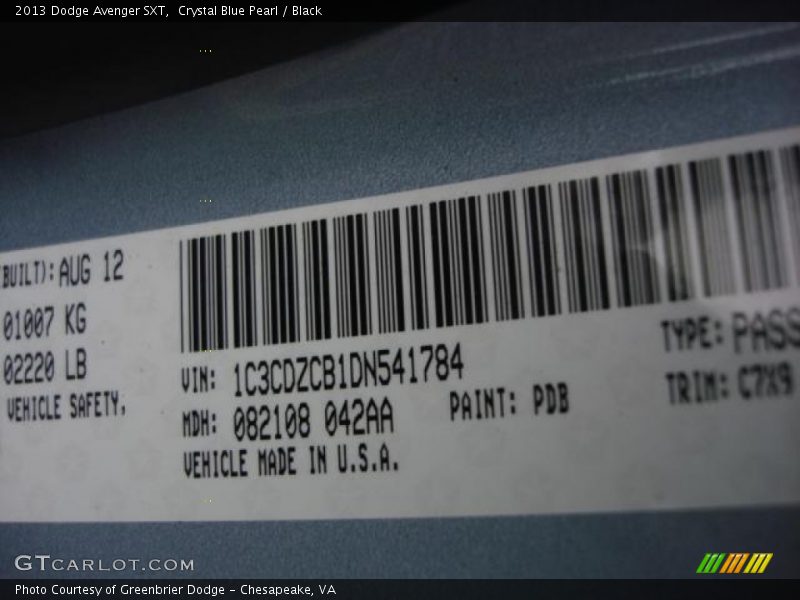 2013 Dodge Avenger SXT,  Crystal Blue Pearl / Black
BUILT): AUG 12
01007 KG
02220 LB
VEHICLE SAFETY.
VIN: 1C3CDZCB1DN541784
MDH: 082108 042AA
PAINT: PDB
VEHICLE MADE IN U.S.A.
TYPE: PASS
TRIM: C7X9
GTCARLOT.COM
Photo Courtesy of Greenbrier Dodge - Chesapeake, VA